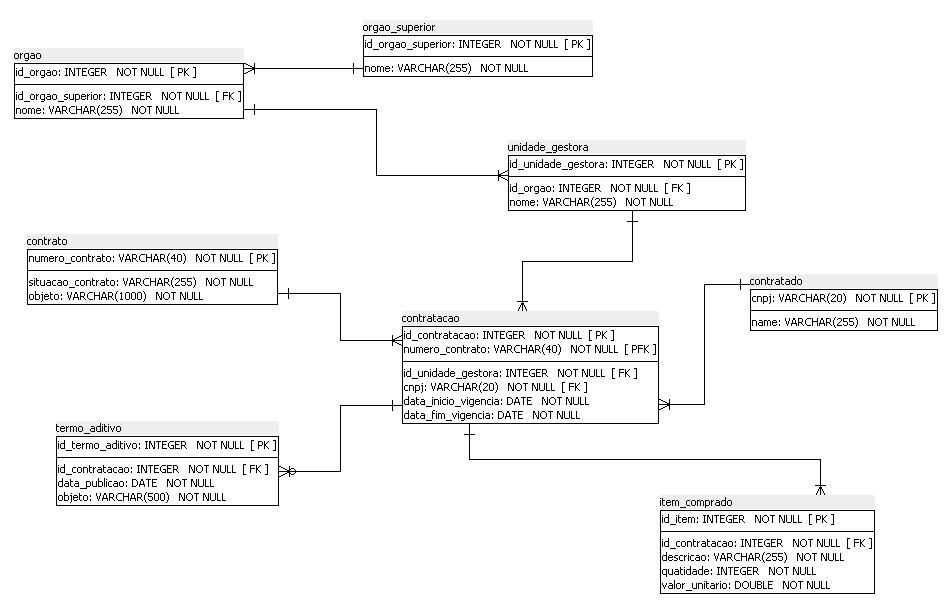 orgao_superior
id_orgao_superior: INTEGER NOT NULL [ PK ]
nome: VARCHAR(255) NOT NULL
orgao
id_orgao: INTEGER NOT NULL [ PK ]
id_orgao_superior: INTEGER NOT NULL [ FK ]
nome: VARCHAR(255) NOT NULL
unidade_gestora
id_unidade_gestora: INTEGER NOT NULL [ PK ]
id_orgao: INTEGER NOT NULL [ FK ]
nome: VARCHAR(255) NOT NULL
contrato
numero_contrato: VARCHAR(40) NOT NULL [ PK ]
situacao_contrato: VARCHAR(255) NOT NULL
objeto: VARCHAR(1000) NOT NULL
contratado
cnpj: VARCHAR(20) NOT NULL [ PK ]
name: VARCHAR(255) NOT NULL
contratacao
id_contratacao: INTEGER NOT NULL [ PK ]
numero_contrato: VARCHAR(40) NOT NULL [ PFK ]
id_unidade_gestora: INTEGER NOT NULL [ FK ]
cnpj: VARCHAR(20) NOT NULL [ FK ]
data_inicio_vigencia: DATE NOT NULL
data_fim_vigencia: DATE NOT NULL
termo_aditivo
id_termo_aditivo: INTEGER NOT NULL [ PK ]
id_contratacao: INTEGER NOT NULL [ FK ]
data_publicao: DATE NOT NULL
objeto: VARCHAR(500) NOT NULL
item_comprado
id_item: INTEGER NOT NULL [ PK ]
id_contratacao: INTEGER NOT NULL [ FK ]
descricao: VARCHAR(255) NOT NULL
quatidade: INTEGER NOT NULL
valor_unitario: DOUBLE NOT NULL